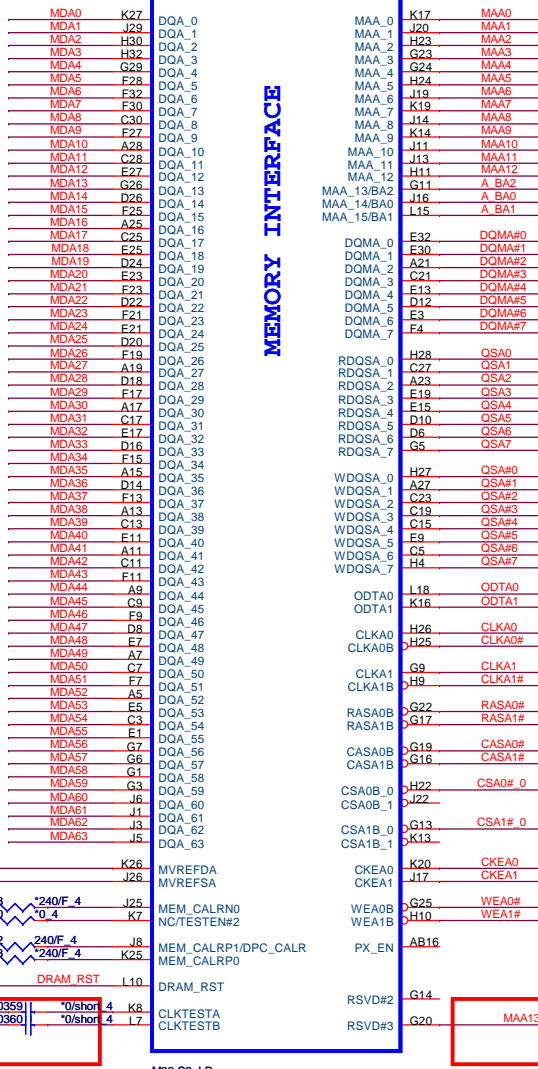 MDA0 K27 DQA_0
MDA1 J29 DQA_1
MDA2 H30 DQA_2
MDA3 H32 DQA_3
MDA4 G29 DQA_4
MDA5 F28 DQA_5
MDA6 F32 DQA_6
MDA7 F30 DQA_7
MDA8 C30 DQA_8
MDA9 F27 DQA_9
MDA10 A28 DQA_10
MDA11 C28 DQA_11
MDA12 E27 DQA_12
MDA13 G26 DQA_13
MDA14 D26 DQA_14
MDA15 F25 DQA_15
MDA16 A25 DQA_16
MDA17 C25 DQA_17
MDA18 E25 DQA_18
MDA19 D24 DQA_19
MDA20 E23 DQA_20
MDA21 F23 DQA_21
MDA22 D22 DQA_22
MDA23 F21 DQA_23
MDA24 E21 DQA_24
MDA25 D20 DQA_25
MDA26 F19 DQA_26
MDA27 A19 DQA_27
MDA28 D18 DQA_28
MDA29 F17 DQA_29
MDA30 A17 DQA_30
MDA31 C17 DQA_31
MDA32 E17 DQA_32
MDA33 D16 DQA_33
MDA34 F15 DQA_34
MDA35 A15 DQA_35
MDA36 D14 DQA_36
MDA37 F13 DQA_37
MDA38 A13 DQA_38
MDA39 C13 DQA_39
MDA40 E11 DQA_40
MDA41 A11 DQA_41
MDA42 C11 DQA_42
MDA43 F11 DQA_43
MDA44 A9 DQA_44
MDA45 C9 DQA_45
MDA46 F9 DQA_46
MDA47 D8 DQA_47
MDA48 E7 DQA_48
MDA49 A7 DQA_49
MDA50 C7 DQA_50
MDA51 F7 DQA_51
MDA52 A5 DQA_52
MDA53 E5 DQA_53
MDA54 C3 DQA_54
MDA55 E1 DQA_55
MDA56 G7 DQA_56
MDA57 G6 DQA_57
MDA58 G1 DQA_58
MDA59 G3 DQA_59
MDA60 J6 DQA_60
MDA61 J1 DQA_61
MDA62 J3 DQA_62
MDA63 J5 DQA_63
K26 MVREFDA
J26 MVREFSA
*240/F_4 J25 MEM_CALRN0
*0_4 K7 NC/TESTEN#2
240/F_4 J8 MEM_CALRP1/DPC_CALR
*240/F_4 K25 MEM_CALRP0
DRAM_RST L10 DRAM_RST
0359 *0/short_4 K8 CLKTESTA
0360 *0/short_4 L7 CLKTESTB
MEMORY INTERFACE
MAA_0 K17 MAA0
MAA_1 J20 MAA1
MAA_2 H23 MAA2
MAA_3 G23 MAA3
MAA_4 G24 MAA4
MAA_5 H24 MAA5
MAA_6 J19 MAA6
MAA_7 K19 MAA7
MAA_8 J14 MAA8
MAA_9 K14 MAA9
MAA_10 J11 MAA10
MAA_11 J13 MAA11
MAA_12 H11 MAA12
MAA_13/BA2 G11 A_BA2
MAA_14/BA0 J16 A_BA0
MAA_15/BA1 L15 A_BA1
DQMA_0 E32 DQMA#0
DQMA_1 E30 DQMA#1
DQMA_2 A21 DQMA#2
DQMA_3 C21 DQMA#3
DQMA_4 E13 DQMA#4
DQMA_5 D12 DQMA#5
DQMA_6 E3 DQMA#6
DQMA_7 F4 DQMA#7
RDQSA_0 H28 QSA0
RDQSA_1 C27 QSA1
RDQSA_2 A23 QSA2
RDQSA_3 E19 QSA3
RDQSA_4 E15 QSA4
RDQSA_5 D10 QSA5
RDQSA_6 D6 QSA6
RDQSA_7 G5 QSA7
WDQSA_0 H27 QSA#0
WDQSA_1 A27 QSA#1
WDQSA_2 C23 QSA#2
WDQSA_3 C19 QSA#3
WDQSA_4 C15 QSA#4
WDQSA_5 E9 QSA#5
WDQSA_6 C5 QSA#6
WDQSA_7 H4 QSA#7
ODTA0 L18 ODTA0
ODTA1 K16 ODTA1
CLKA0 H26 CLKA0
CLKA0B H25 CLKA0#
CLKA1 G9 CLKA1
CLKA1B H9 CLKA1#
RASA0B G22 RASA0#
RASA1B G17 RASA1#
CASA0B G19 CASA0#
CASA1B G16 CASA1#
CSA0B_0 H22 CSA0#_0
CSA0B_1 J22
CSA1B_0 G13 CSA1#_0
CSA1B_1 K13
CKEA0 K20 CKEA0
CKEA1 J17 CKEA1
WEA0B G25 WEA0#
WEA1B H10 WEA1#
PX_EN AB16
RSVD#2 G14
RSVD#3 G20 MAA13